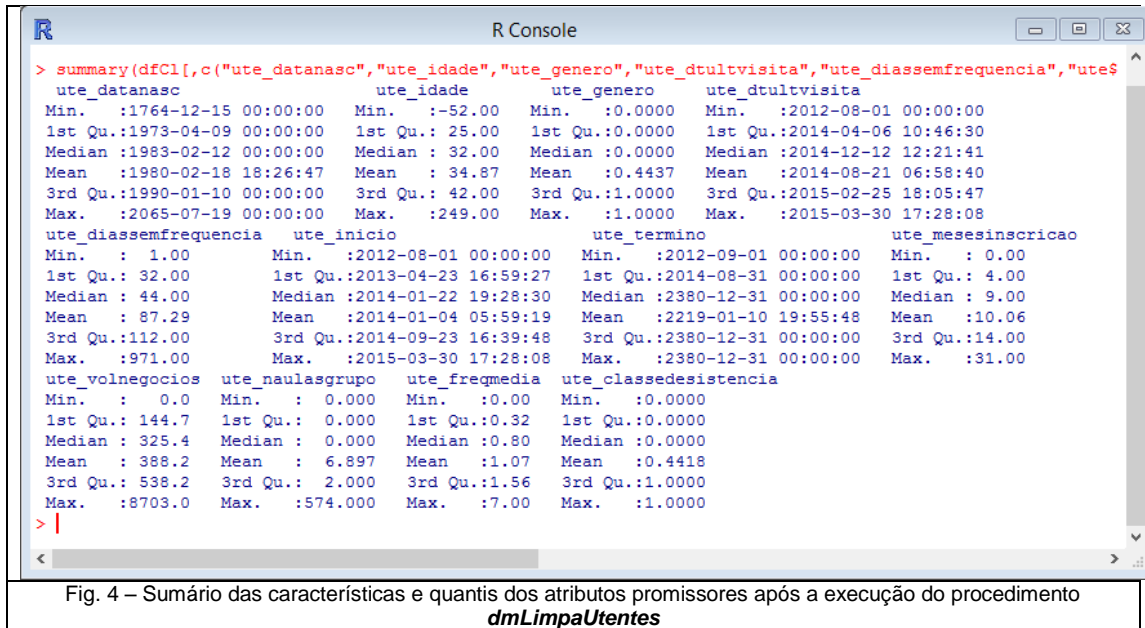 R Console
> summary(dfCl[,c("ute_datanasc","ute_idade","ute_genero","ute_dtultvisita","ute_diassemfrequencia","ute$
ute_datanasc ute_idade ute_genero ute_dtultvisita
Min. :1764-12-15 00:00:00 Min. :-52.00 Min. :0.0000 Min. :2012-08-01 00:00:00
1st Qu.:1973-04-09 00:00:00 1st Qu.: 25.00 1st Qu.:0.0000 1st Qu.:2014-04-06 10:46:30
Median :1983-02-12 00:00:00 Median : 32.00 Median :0.0000 Median :2014-12-12 12:21:41
Mean :1980-02-18 18:26:47 Mean : 34.87 Mean :0.4437 Mean :2014-08-21 06:58:40
3rd Qu.:1990-01-10 00:00:00 3rd Qu.: 42.00 3rd Qu.:1.0000 3rd Qu.:2015-02-25 18:05:47
Max. :2065-07-19 00:00:00 Max. :249.00 Max. :1.0000 Max. :2015-03-30 17:28:08
ute_diassemfrequencia ute_inicio ute_termino ute_mesesinscricao
Min. : 1.00 Min. :2012-08-01 00:00:00 Min. :2012-09-01 00:00:00 Min. : 0.00
1st Qu.: 32.00 1st Qu.:2013-04-23 16:59:27 1st Qu.:2014-08-31 00:00:00 1st Qu.: 4.00
Median : 44.00 Median :2014-01-22 19:28:30 Median :2380-12-31 00:00:00 Median : 9.00
Mean : 87.29 Mean :2014-01-04 05:59:19 Mean :2219-01-10 19:55:48 Mean :10.06
3rd Qu.:112.00 3rd Qu.:2014-09-23 16:39:48 3rd Qu.:2380-12-31 00:00:00 3rd Qu.:14.00
Max. :971.00 Max. :2015-03-30 17:28:08 Max. :2380-12-31 00:00:00 Max. :31.00
ute_volnegocios ute_naulasgrupo ute_freqmedia ute_classedesistencia
Min. : 0.0 Min. : 0.000 Min. :0.00 Min. :0.0000
1st Qu.: 144.7 1st Qu.: 0.000 1st Qu.:0.32 1st Qu.:0.0000
Median : 325.4 Median : 0.000 Median :0.80 Median :0.0000
Mean : 388.2 Mean : 6.897 Mean :1.07 Mean :0.4418
3rd Qu.: 538.2 3rd Qu.: 2.000 3rd Qu.:1.56 3rd Qu.:1.0000
Max. :8703.0 Max. :574.000 Max. :7.00 Max. :1.0000
>
Fig. 4 – Sumário das características e quantis dos atributos promissores após a execução do procedimento
dmLimpaUtentes